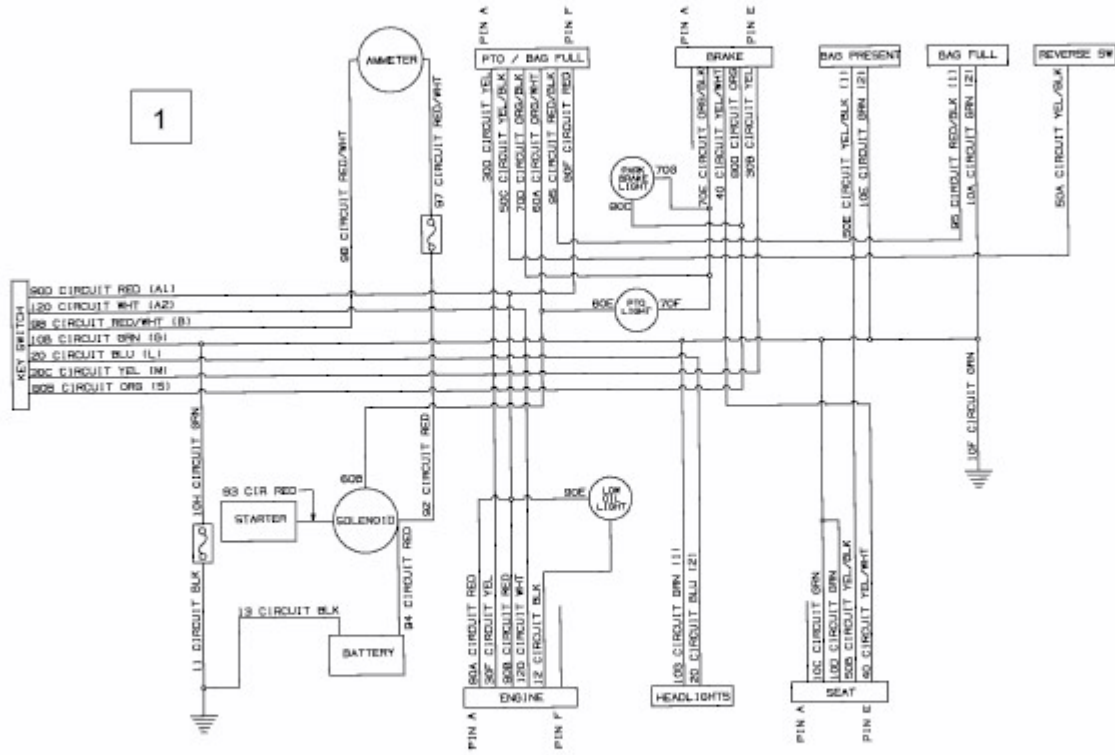 1
AMMETER
98 CIRCUIT RED/WHT
97 CIRCUIT RED/WHT
PIN A
PIN F
PTO / BAG FULL
30D CIRCUIT YEL
50C CIRCUIT YEL/BLK
70D CIRCUIT ORG/BLK
60A CIRCUIT ORG/WHT
95 CIRCUIT RED/BLK
80F CIRCUIT RED
PIN A
PIN E
BRAKE
70E CIRCUIT ORG/BLK
40 CIRCUIT YEL/WHT
80D CIRCUIT ORG
30B CIRCUIT YEL
BAG PRESENT
50E CIRCUIT YEL/BLK (1)
10E CIRCUIT GRN (2)
BAG FULL
95 CIRCUIT RED/BLK (1)
10A CIRCUIT GRN (2)
REVERSE SW
50A CIRCUIT YEL/BLK
PARK
BRAKE
LIGHT
70G
80C
60E
PTO
LIGHT
70F
KEY SWITCH
90D CIRCUIT RED (A1)
120 CIRCUIT WHT (A2)
98 CIRCUIT RED/WHT (B)
10B CIRCUIT GRN (G)
20 CIRCUIT BLU (L)
30C CIRCUIT YEL (M)
80B CIRCUIT ORG (S)
10H CIRCUIT GRN
11 CIRCUIT BLK
93 CIR RED
STARTER
60B
SOLENOID
92 CIRCUIT RED
94 CIRCUIT RED
13 CIRCUIT BLK
BATTERY
90E
LOW
OIL
LIGHT
90A CIRCUIT RED
30F CIRCUIT YEL
90B CIRCUIT RED
120 CIRCUIT WHT
12 CIRCUIT BLK
ENGINE
PIN A
PIN F
10G CIRCUIT GRN (1)
20 CIRCUIT BLU (2)
HEADLIGHTS
10C CIRCUIT GRN
10D CIRCUIT GRN
50B CIRCUIT YEL/BLK
40 CIRCUIT YEL/WHT
SEAT
PIN A
PIN E
10F CIRCUIT GRN